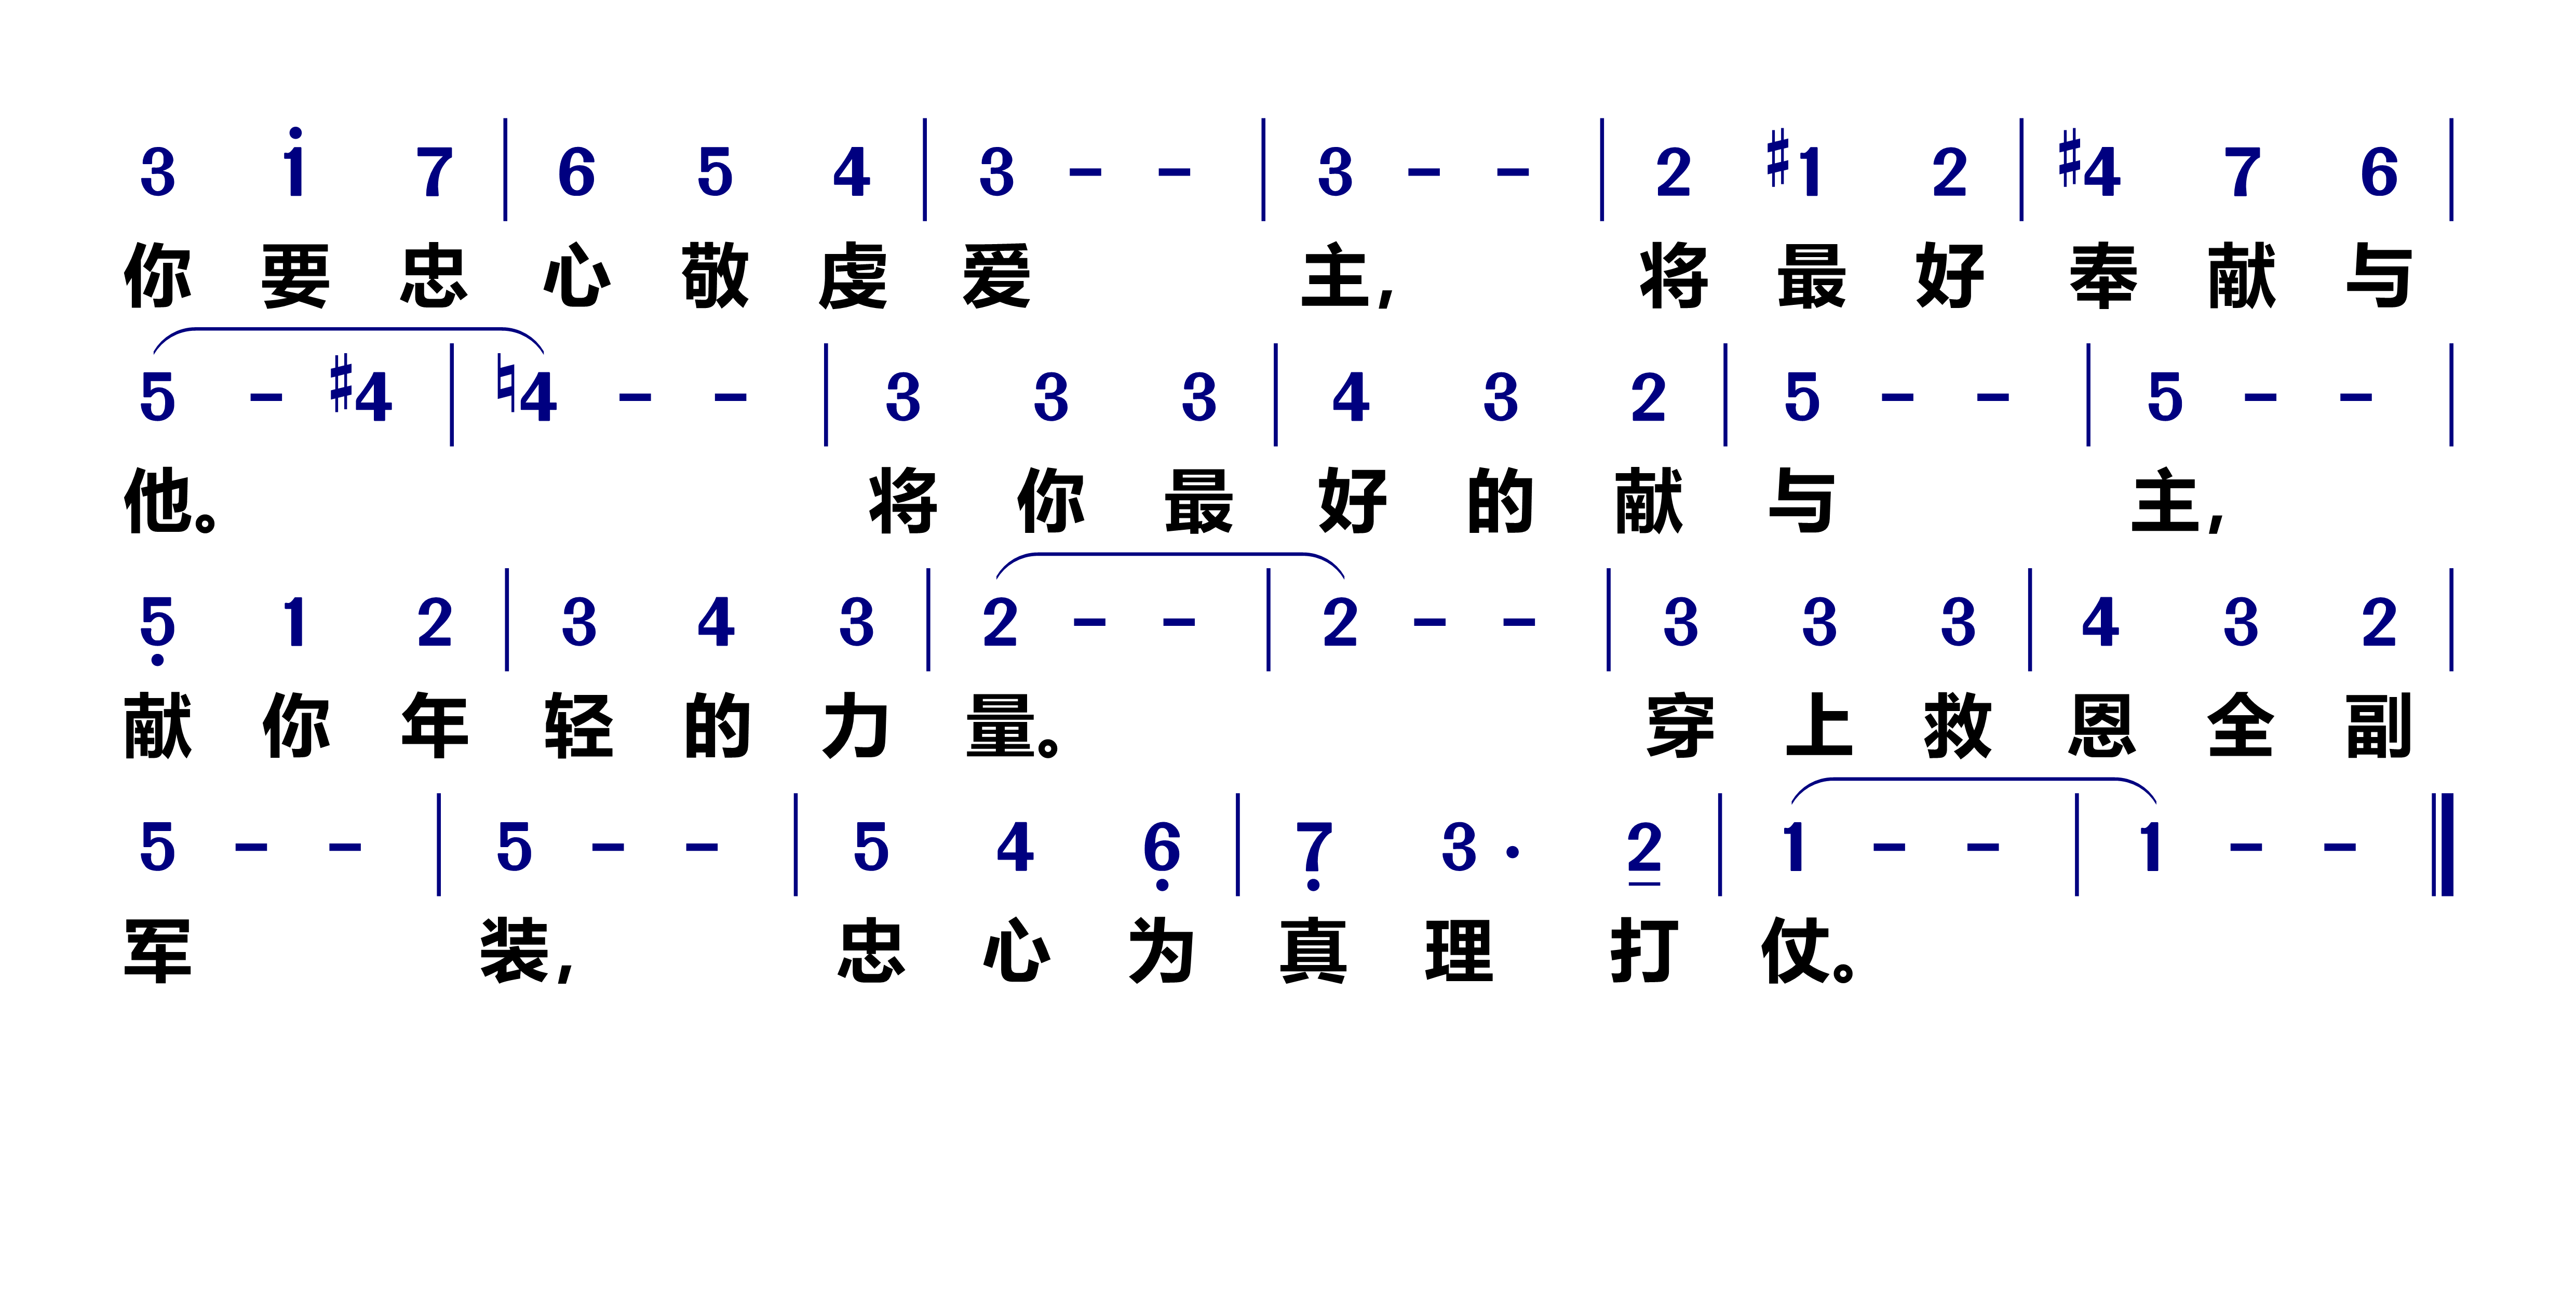 3 i 7 | 6 5 4 | 3 – – | 3 – – | 2 ♯1 2 | ♯4 7 6 |
你 要 忠 心 敬 虔 爱 主, 将 最 好 奉 献 与
5 – ♯4 | ♮4 – – | 3 3 3 | 4 3 2 | 5 – – | 5 – – |
他。 将 你 最 好 的 献 与 主,
5̣ 1 2 | 3 4 3 | 2 – – | 2 – – | 3 3 3 | 4 3 2 |
献 你 年 轻 的 力 量。 穿 上 救 恩 全 副
5 – – | 5 – – | 5 4 6̣ | 7̣ 3 · 2̲ | 1 – – | 1 – – ‖
军 装, 忠 心 为 真 理 打 仗。